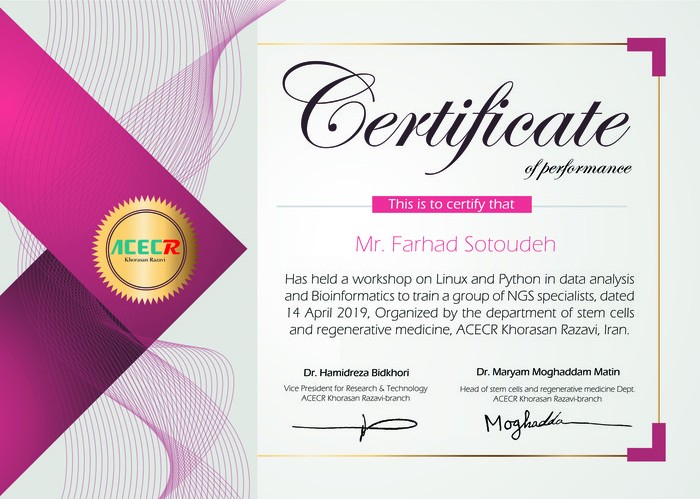 Certificate
of performance
This is to certify that
Mr. Farhad Sotoudeh
Has held a workshop on Linux and Python in data analysis
and Bioinformatics to train a group of NGS specialists, dated
14 April 2019, Organized by the department of stem cells
and regenerative medicine, ACECR Khorasan Razavi, Iran.
ACECR
Khorasan Razavi
Dr. Hamidreza Bidkhori
Vice President for Research & Technology
ACECR Khorasan Razavi-branch
Dr. Maryam Moghaddam Matin
Head of stem cells and regenerative medicine Dept.
ACECR Khorasan Razavi-branch
Moghadda